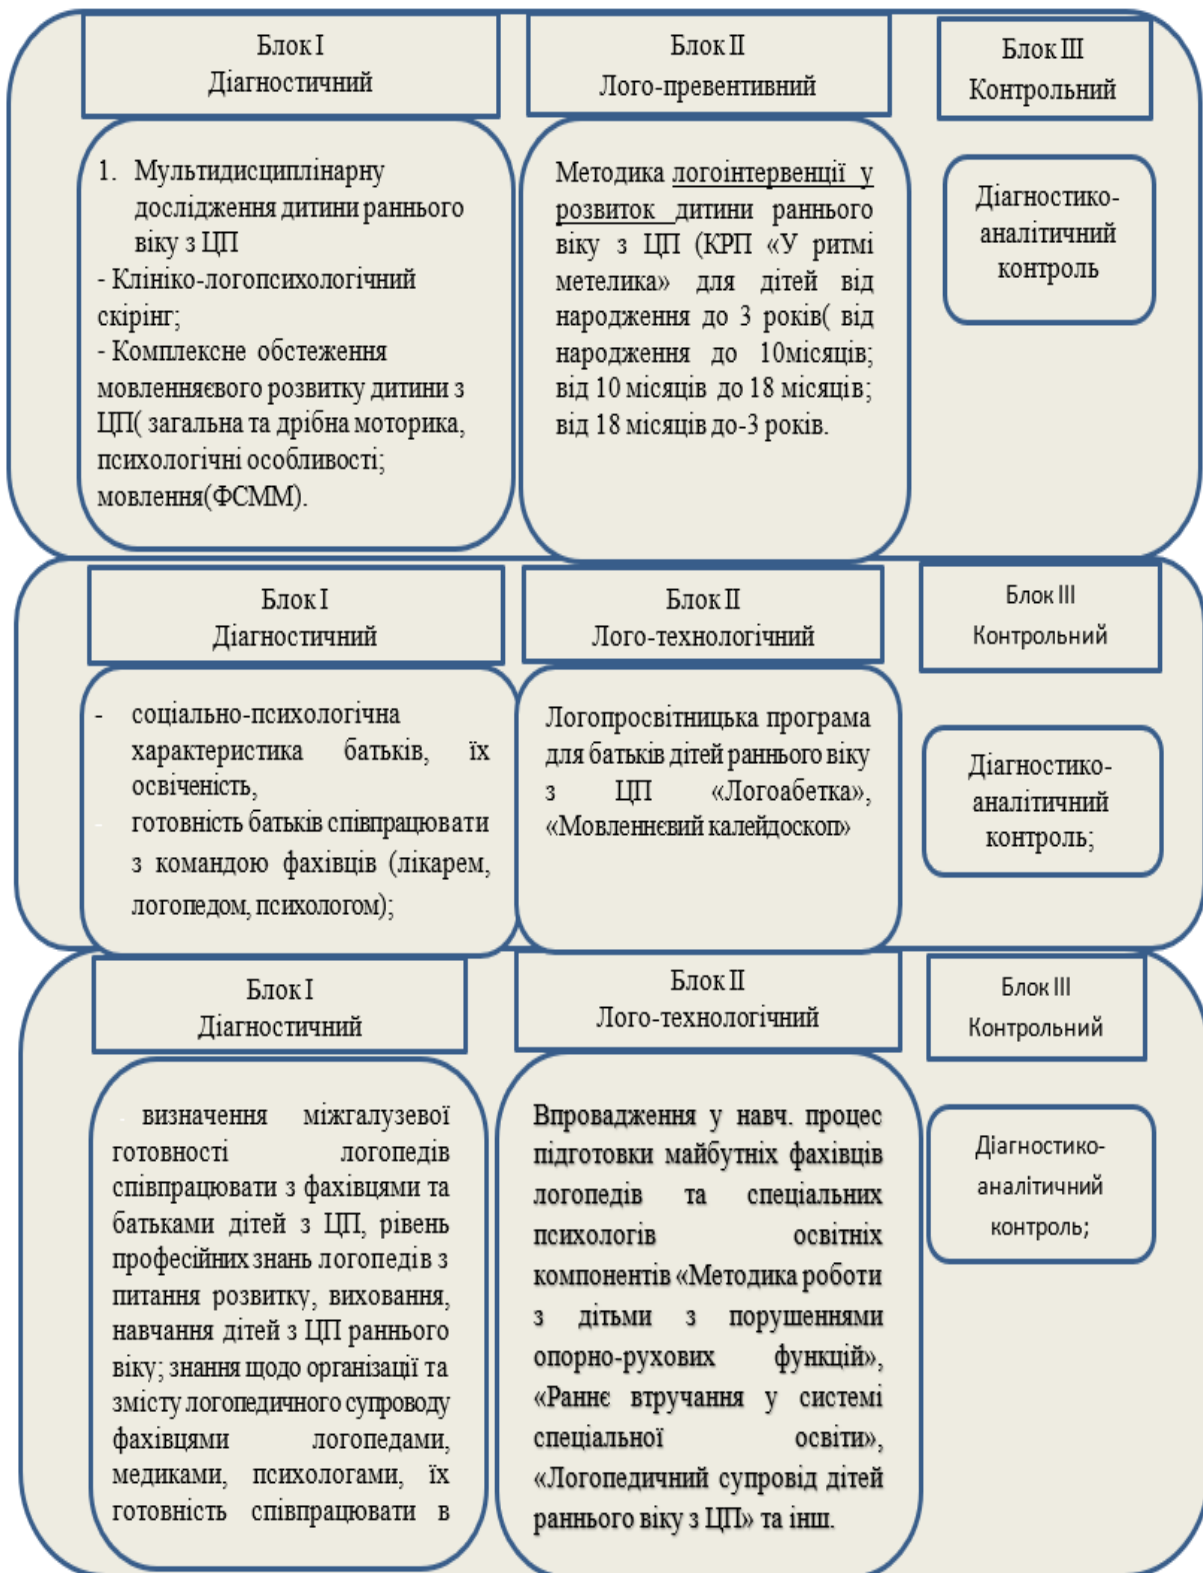 Блок I
Діагностичний
Блок II
Лого-превентивний
Блок III
Контрольний
1. Мультидисциплінарну
дослідження дитини раннього
віку з ЦП
- Клініко-логопсихологічний
скірінг;
- Комплексне обстеження
мовленняєвого розвитку дитини з
ЦП( загальна та дрібна моторика,
психологічні особливості;
мовлення(ФСММ).
Методика логоінтервенції у
розвиток дитини раннього
віку з ЦП (КРП «У ритмі
метелика» для дітей від
народження до 3 років( від
народження до 10місяців;
від 10 місяців до 18 місяців;
від 18 місяців до-3 років.
Діагностико-
аналітичний
контроль
Блок I
Діагностичний
Блок II
Лого-технологічний
Блок III
Контрольний
- соціально-психологічна
характеристика батьків, їх
освіченість,
- готовність батьків співпрацювати
з командою фахівців (лікарем,
логопедом, психологом);
Логопросвітницька програма
для батьків дітей раннього віку
з ЦП «Логоабетка»,
«Мовленнєвий калейдоскоп»
Діагностико-
аналітичний
контроль;
Блок I
Діагностичний
Блок II
Лого-технологічний
Блок III
Контрольний
- визначення міжгалузевої
готовності логопедів
співпрацювати з фахівцями та
батьками дітей з ЦП, рівень
професійних знань логопедів з
питання розвитку, виховання,
навчання дітей з ЦП раннього
віку; знання щодо організації та
змісту логопедичного супроводу
фахівцями логопедами,
медиками, психологами, їх
готовність співпрацювати в
Впровадження у навч. процес
підготовки майбутніх фахівців
логопедів та спеціальних
психологів освітніх
компонентів «Методика роботи
з дітьми з порушеннями
опорно-рухових функцій»,
«Раннє втручання у системі
спеціальної освіти»,
«Логопедичний супровід дітей
раннього віку з ЦП» та інш.
Діагностико-
аналітичний
контроль;